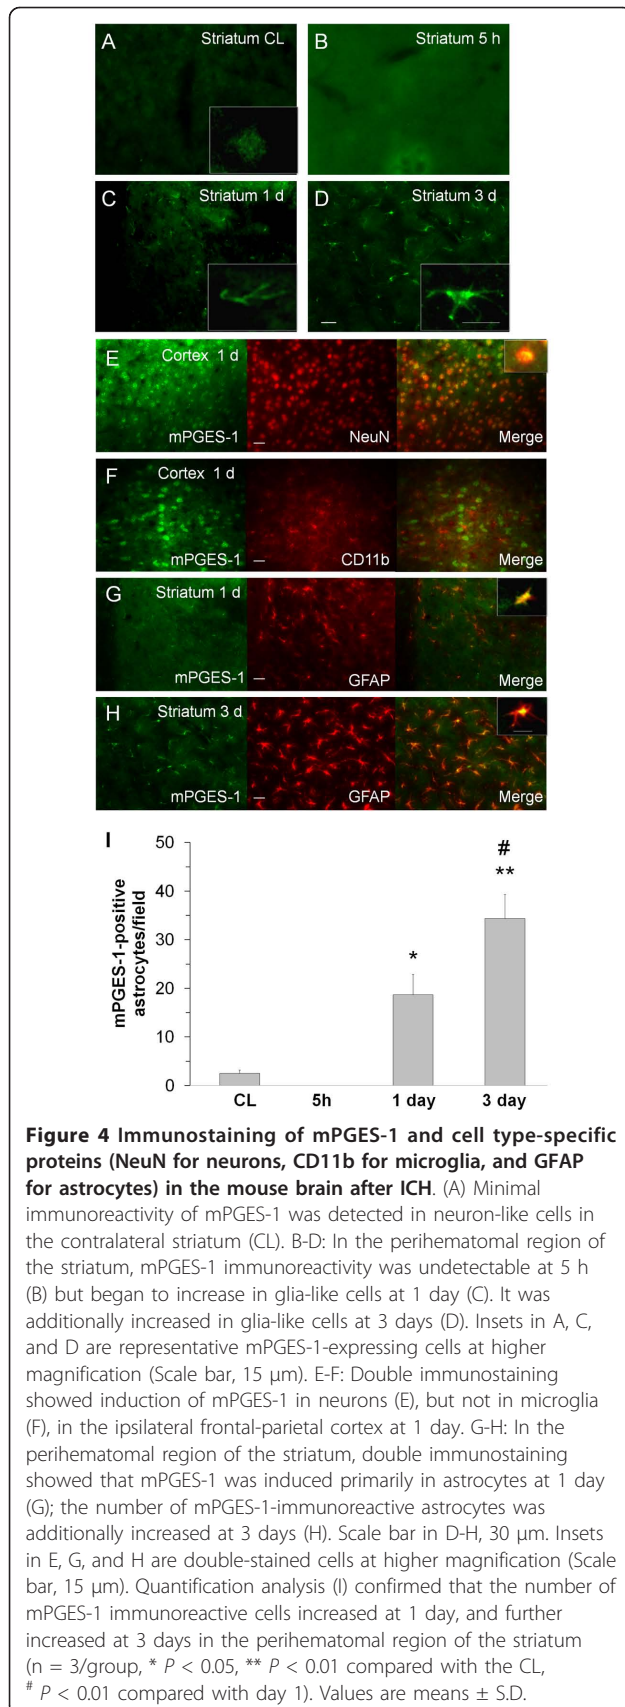 A Striatum CL
B Striatum 5 h
C Striatum 1 d
D Striatum 3 d
E Cortex 1 d
mPGES-1 NeuN Merge
F Cortex 1 d
mPGES-1 CD11b Merge
G Striatum 1 d
mPGES-1 GFAP Merge
H Striatum 3 d
mPGES-1 GFAP Merge
I
mPGES-1-positive
astrocytes/field
50
40
30
20
10
0
*
#
**
CL 5h 1 day 3 day
Figure 4 Immunostaining of mPGES-1 and cell type-specific
proteins (NeuN for neurons, CD11b for microglia, and GFAP
for astrocytes) in the mouse brain after ICH. (A) Minimal
immunoreactivity of mPGES-1 was detected in neuron-like cells in
the contralateral striatum (CL). B-D: In the perihematomal region of
the striatum, mPGES-1 immunoreactivity was undetectable at 5 h
(B) but began to increase in glia-like cells at 1 day (C). It was
additionally increased in glia-like cells at 3 days (D). Insets in A, C,
and D are representative mPGES-1-expressing cells at higher
magnification (Scale bar, 15 μm). E-F: Double immunostaining
showed induction of mPGES-1 in neurons (E), but not in microglia
(F), in the ipsilateral frontal-parietal cortex at 1 day. G-H: In the
perihematomal region of the striatum, double immunostaining
showed that mPGES-1 was induced primarily in astrocytes at 1 day
(G); the number of mPGES-1-immunoreactive astrocytes was
additionally increased at 3 days (H). Scale bar in D-H, 30 μm. Insets
in E, G, and H are double-stained cells at higher magnification (Scale
bar, 15 μm). Quantification analysis (I) confirmed that the number of
mPGES-1 immunoreactive cells increased at 1 day, and further
increased at 3 days in the perihematomal region of the striatum
(n = 3/group, * P < 0.05, ** P < 0.01 compared with the CL,
# P < 0.01 compared with day 1). Values are means ± S.D.